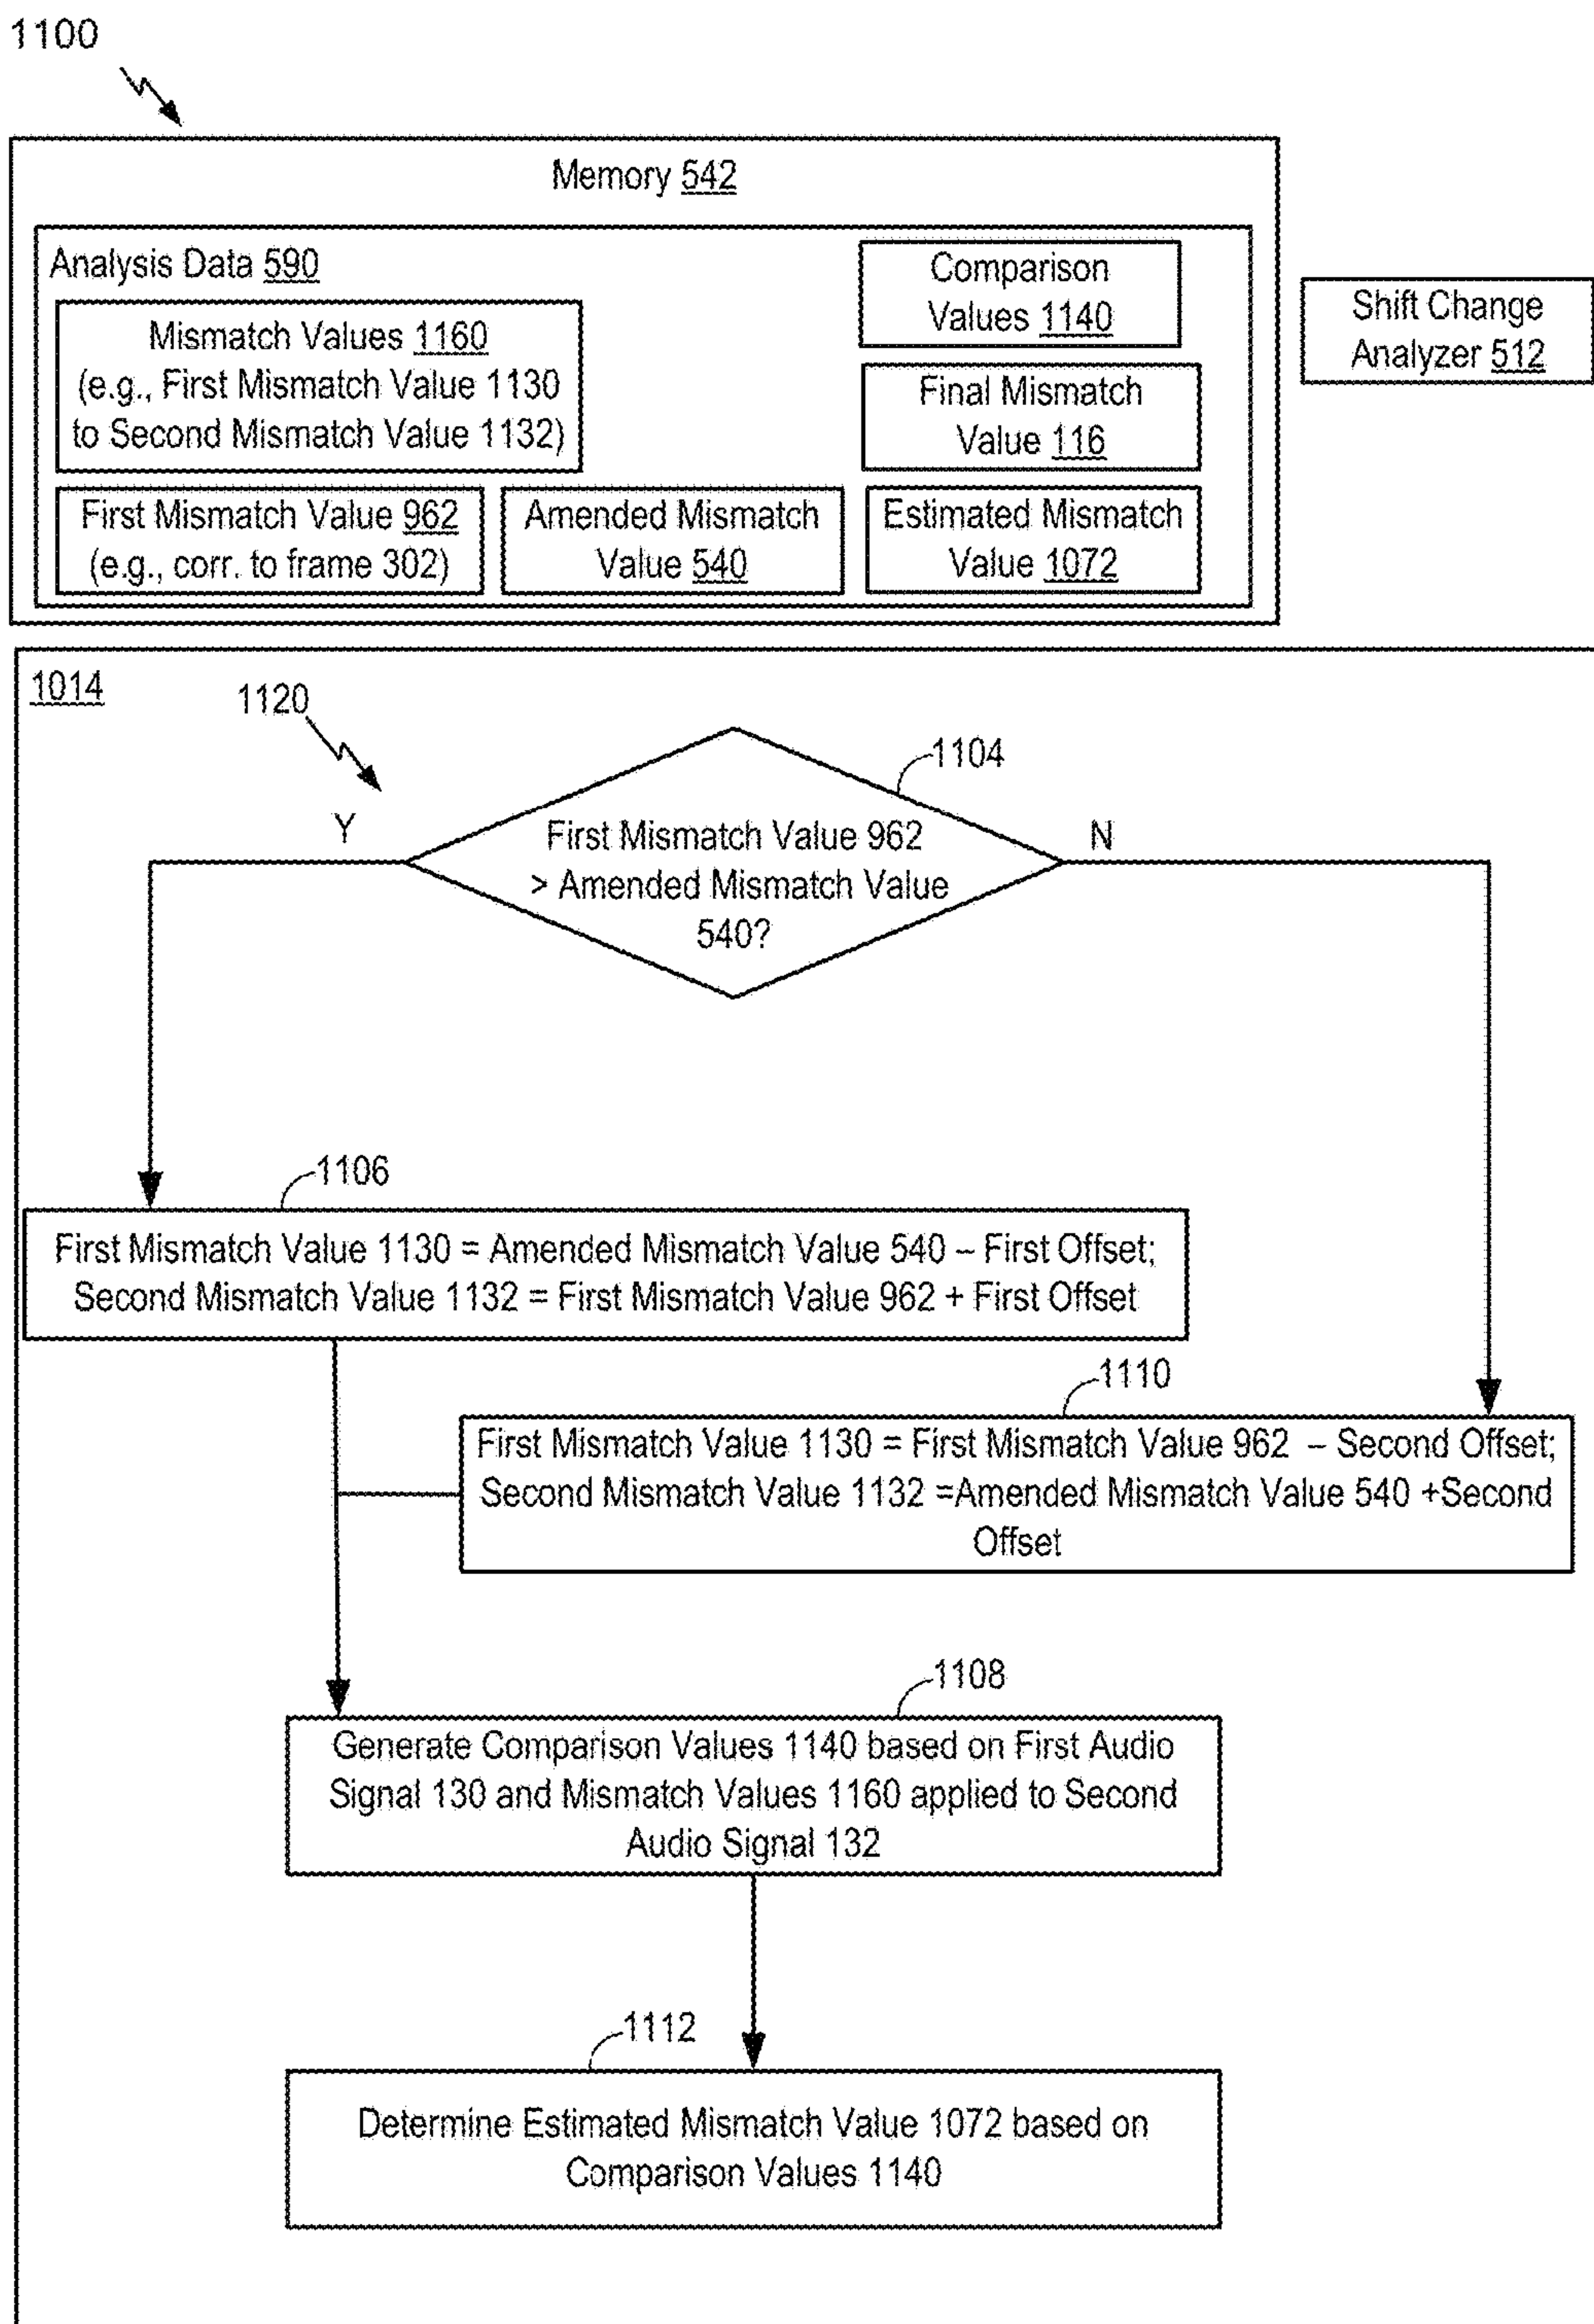 1100
Memory 542
Analysis Data 590
Mismatch Values 1160
(e.g., First Mismatch Value 1130
to Second Mismatch Value 1132)
Comparison
Values 1140
Final Mismatch
Value 116
First Mismatch Value 962
(e.g., corr. to frame 302)
Amended Mismatch
Value 540
Estimated Mismatch
Value 1072
Shift Change
Analyzer 512
1014
1120
1104
Y
First Mismatch Value 962
> Amended Mismatch Value
540?
N
1106
First Mismatch Value 1130 = Amended Mismatch Value 540 – First Offset;
Second Mismatch Value 1132 = First Mismatch Value 962 + First Offset
1110
First Mismatch Value 1130 = First Mismatch Value 962 – Second Offset;
Second Mismatch Value 1132 =Amended Mismatch Value 540 +Second
Offset
1108
Generate Comparison Values 1140 based on First Audio
Signal 130 and Mismatch Values 1160 applied to Second
Audio Signal 132
1112
Determine Estimated Mismatch Value 1072 based on
Comparison Values 1140